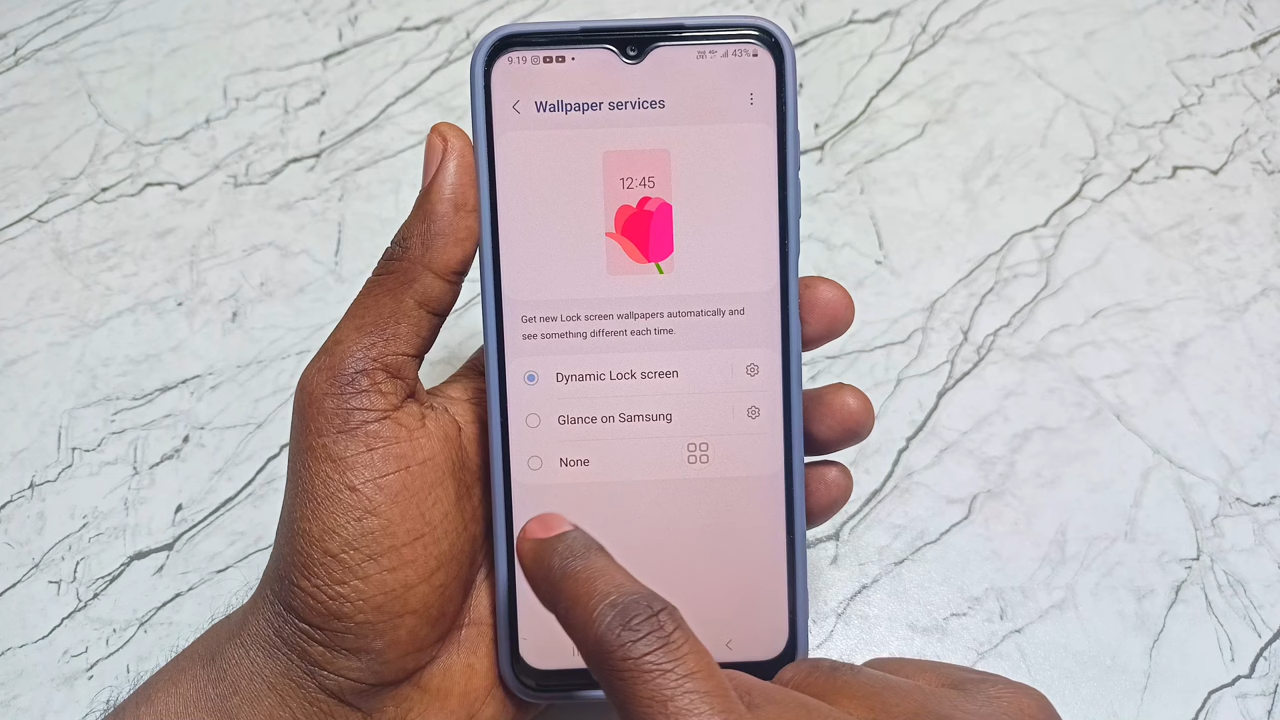 9.19
43%
Wallpaper services
12:45
Get new Lock screen wallpapers automatically and
see something different each time.
Dynamic Lock screen
Glance on Samsung
None